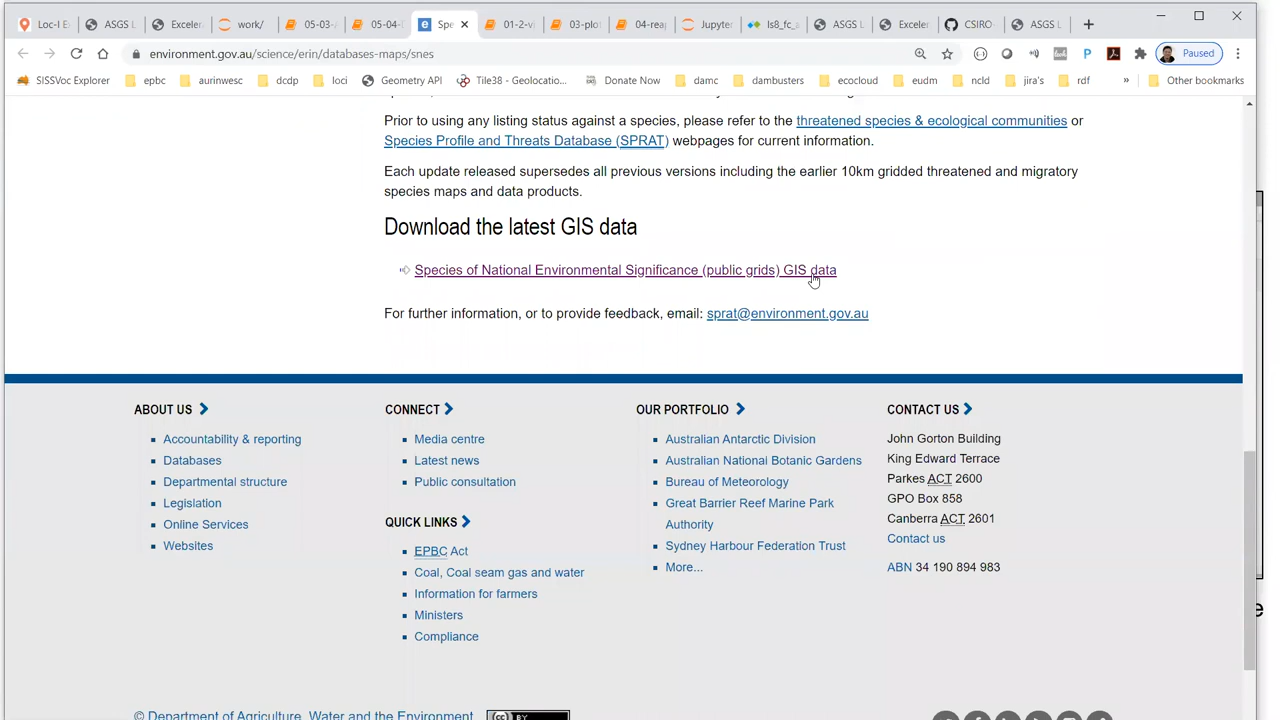 Loc-I E
ASGS L
Excele
work/
05-03-
05-04-
Spe
01-2-v
03-plo
04-rea
Jupyte
ls8_fc_a
ASGS L
Exceler
CSIRO-
ASGS L
environment.gov.au/science/erin/databases-maps/snes
Paused
SISSVoc Explorer
epbc
aurinwesc
dcdp
loci
Geometry API
Tile38 - Geolocatio...
Donate Now
damc
dambusters
ecocloud
eudm
ncld
jira's
rdf
»
Other bookmarks
Prior to using any listing status against a species, please refer to the threatened species & ecological communities or
Species Profile and Threats Database (SPRAT) webpages for current information.
Each update released supersedes all previous versions including the earlier 10km gridded threatened and migratory
species maps and data products.
Download the latest GIS data
Species of National Environmental Significance (public grids) GIS data
For further information, or to provide feedback, email: sprat@environment.gov.au
ABOUT US
Accountability & reporting
Databases
Departmental structure
Legislation
Online Services
Websites
CONNECT
Media centre
Latest news
Public consultation
QUICK LINKS
EPBC Act
Coal, Coal seam gas and water
Information for farmers
Ministers
Compliance
OUR PORTFOLIO
Australian Antarctic Division
Australian National Botanic Gardens
Bureau of Meteorology
Great Barrier Reef Marine Park
Authority
Sydney Harbour Federation Trust
More...
CONTACT US
John Gorton Building
King Edward Terrace
Parkes ACT 2600
GPO Box 858
Canberra ACT 2601
Contact us
ABN 34 190 894 983
© Department of Agriculture, Water and the Environment
cc BY
e